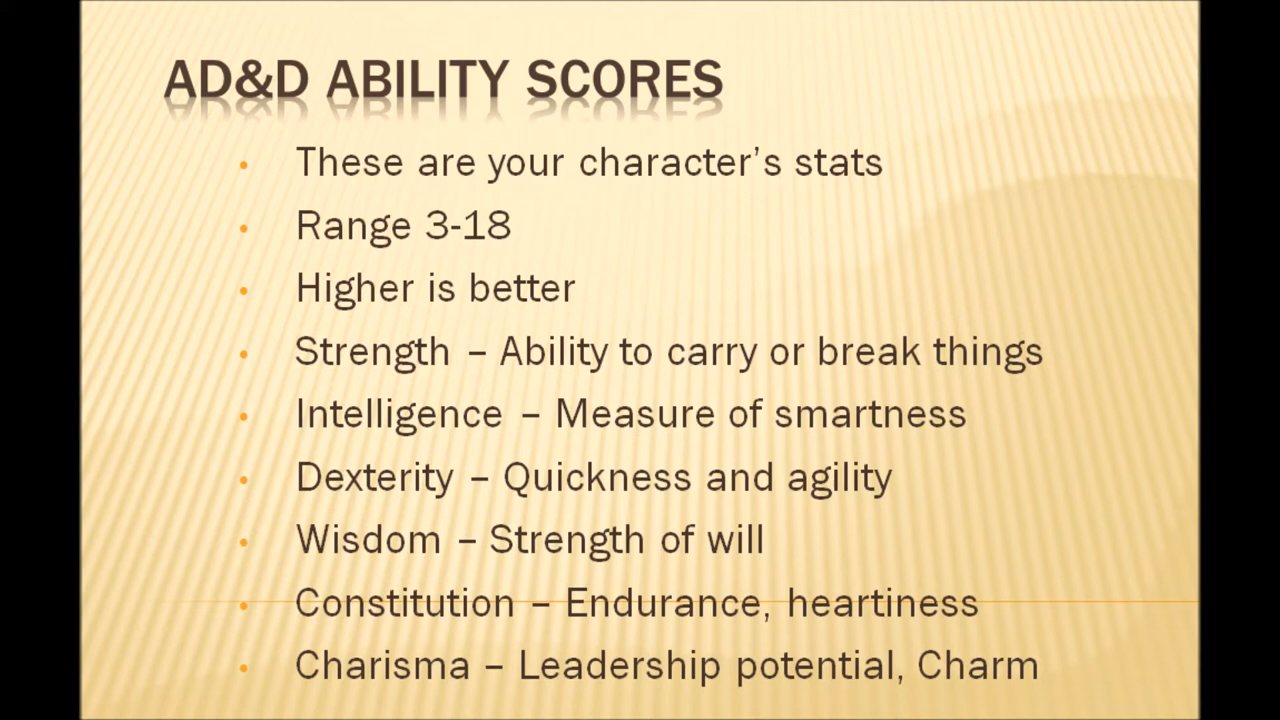 AD&D ABILITY SCORES
• These are your character's stats
• Range 3-18
• Higher is better
• Strength – Ability to carry or break things
• Intelligence – Measure of smartness
• Dexterity – Quickness and agility
• Wisdom – Strength of will
• Constitution – Endurance, heartiness
• Charisma – Leadership potential, Charm